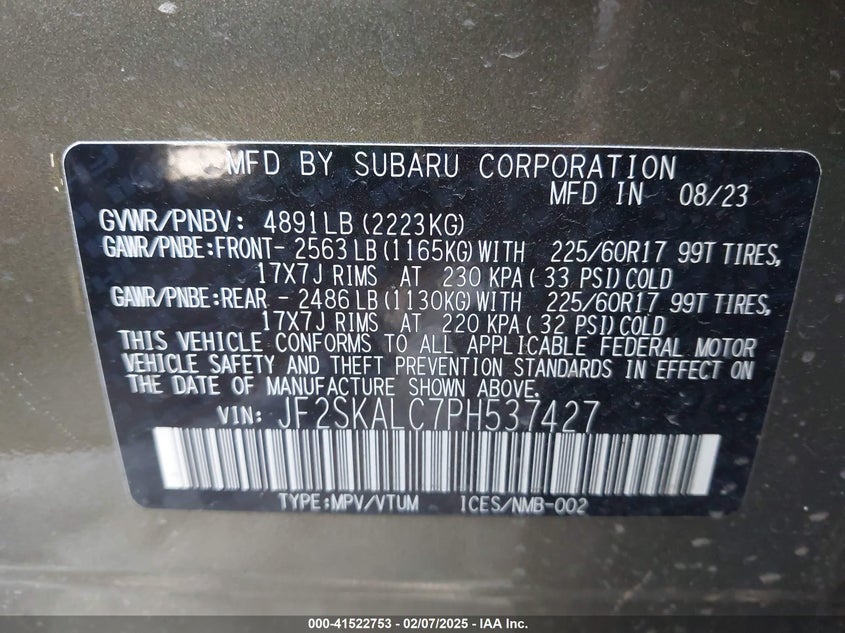 MFD BY SUBARU CORPORATION
MFD IN 08/23
GVWR/PNBV: 4891LB (2223KG)
GAWR/PNBE:FRONT- 2563LB (1165KG)WITH 225/60R17 99T TIRES,
17X7J RIMS AT 230 KPA( 33 PSI)COLD
GAWR/PNBE:REAR - 2486LB (1130KG)WITH 225/60R17 99T TIRES,
17X7J RIMS AT 220 KPA( 32 PSI)COLD
THIS VEHICLE CONFORMS TO ALL APPLICABLE FEDERAL MOTOR
VEHICLE SAFETY AND THEFT PREVENTION STANDARDS IN EFFECT ON
THE DATE OF MANUFACTURE SHOWN ABOVE.
VIN: JF2SKALC7PH537427
TYPE:MPV/VTUM ICES/NMB-002
000-41522753 - 02/07/2025 - IAA Inc.